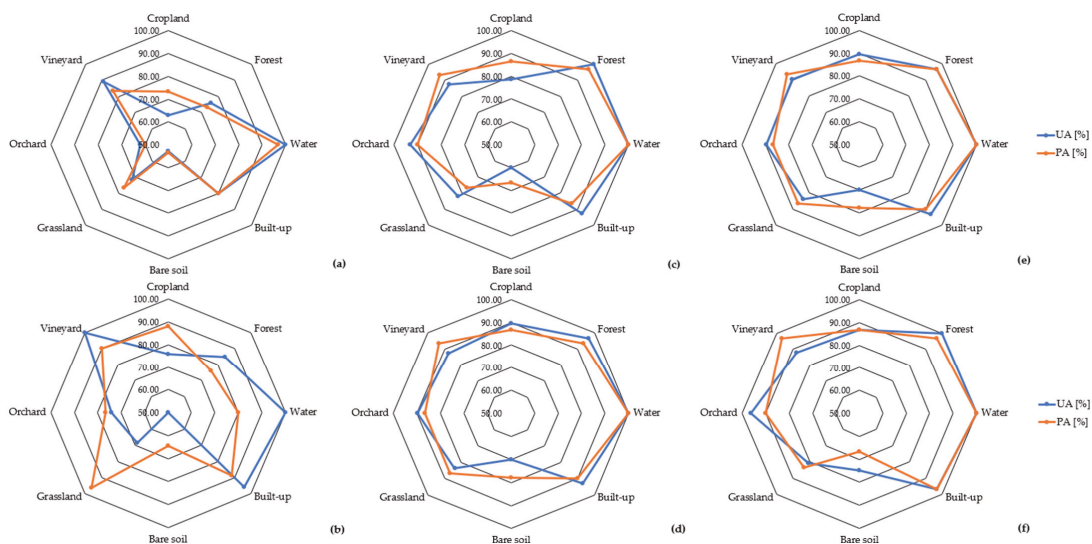 Cropland
100.00
90.00
80.00
70.00
60.00
50.00
Forest
Water
Built-up
Bare soil
Grassland
Orchard
Vineyard
(a)
Cropland
100.00
90.00
80.00
70.00
60.00
50.00
Forest
Water
Built-up
Bare soil
Grassland
Orchard
Vineyard
(c)
Cropland
100.00
90.00
80.00
70.00
60.00
50.00
Forest
Water
Built-up
Bare soil
Grassland
Orchard
Vineyard
(e)
UA [%]
PA [%]
Cropland
100.00
90.00
80.00
70.00
60.00
50.00
Forest
Water
Built-up
Bare soil
Grassland
Orchard
Vineyard
(b)
Cropland
100.00
90.00
80.00
70.00
60.00
50.00
Forest
Water
Built-up
Bare soil
Grassland
Orchard
Vineyard
(d)
Cropland
100.00
90.00
80.00
70.00
60.00
50.00
Forest
Water
Built-up
Bare soil
Grassland
Orchard
Vineyard
(f)
UA [%]
PA [%]